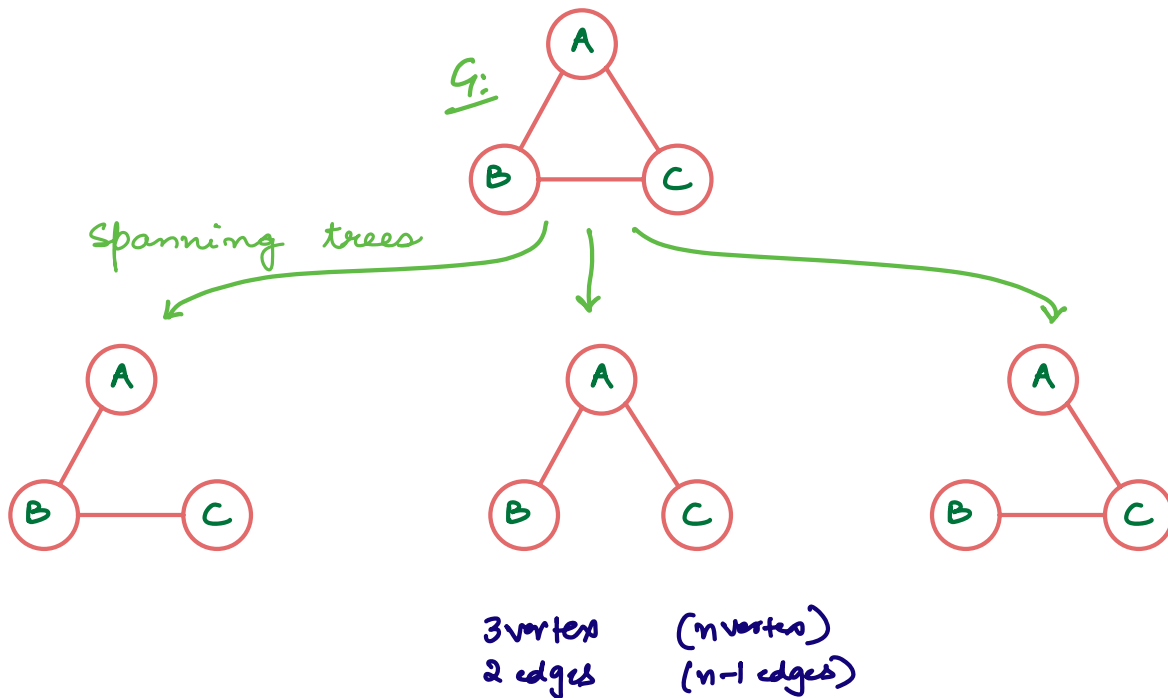 G:
A
B C
Spanning trees
A A A
B C B C B C
3 vertex (n vertex)
2 edges (n-1 edges)